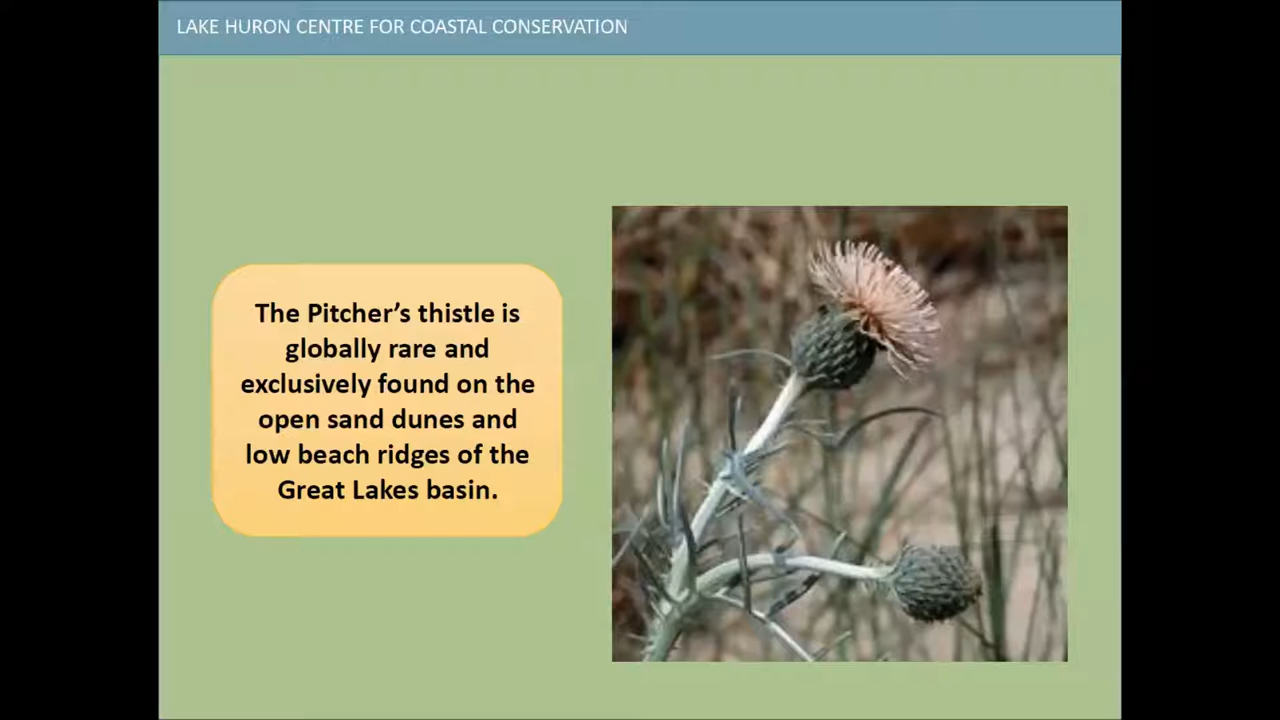 LAKE HURON CENTRE FOR COASTAL CONSERVATION
The Pitcher’s thistle is
globally rare and
exclusively found on the
open sand dunes and
low beach ridges of the
Great Lakes basin.